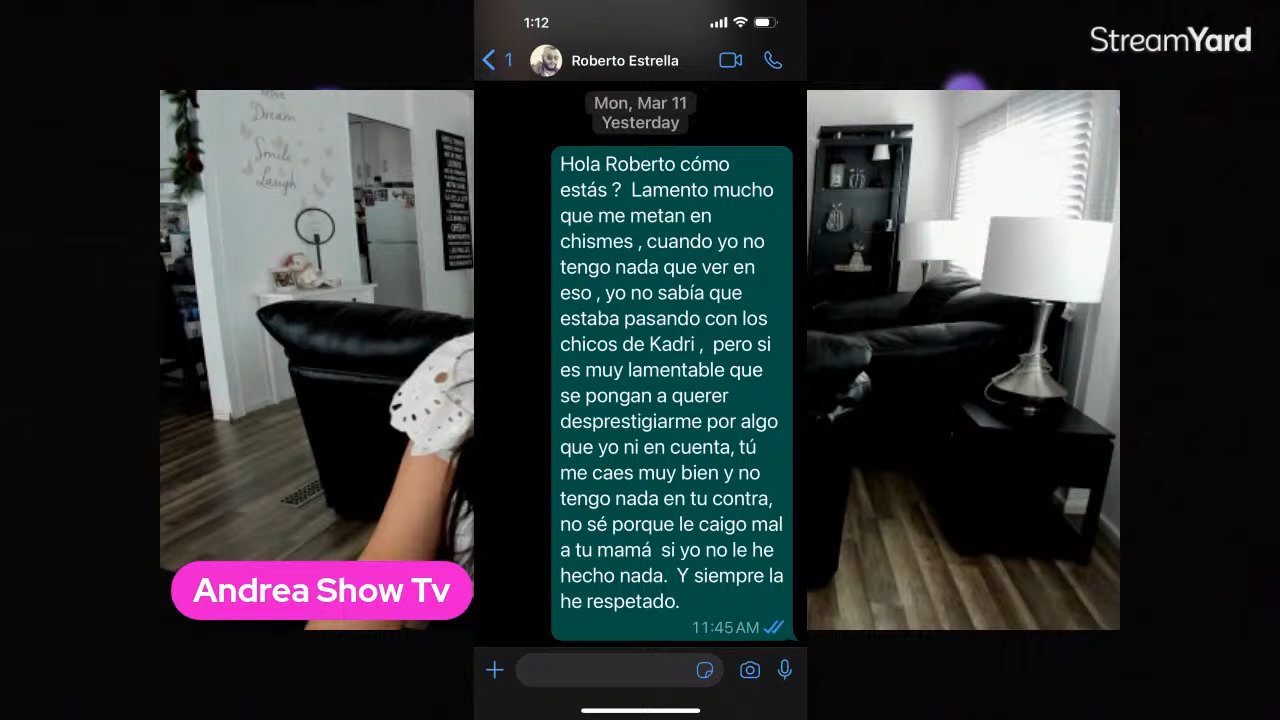 1:12
StreamYard
1
Roberto Estrella
Mon, Mar 11
Yesterday
Hola Roberto cómo
estás ?  Lamento mucho
que me metan en
chismes , cuando yo no
tengo nada que ver en
eso , yo no sabía que
estaba pasando con los
chicos de Kadri ,  pero si
es muy lamentable que
se pongan a querer
desprestigiarme por algo
que yo ni en cuenta, tú
me caes muy bien y no
tengo nada en tu contra,
no sé porque le caigo mal
a tu mamá  si yo no le he
hecho nada.  Y siempre la
he respetado.
11:45 AM
Dream
Smile
Laugh
Andrea Show Tv